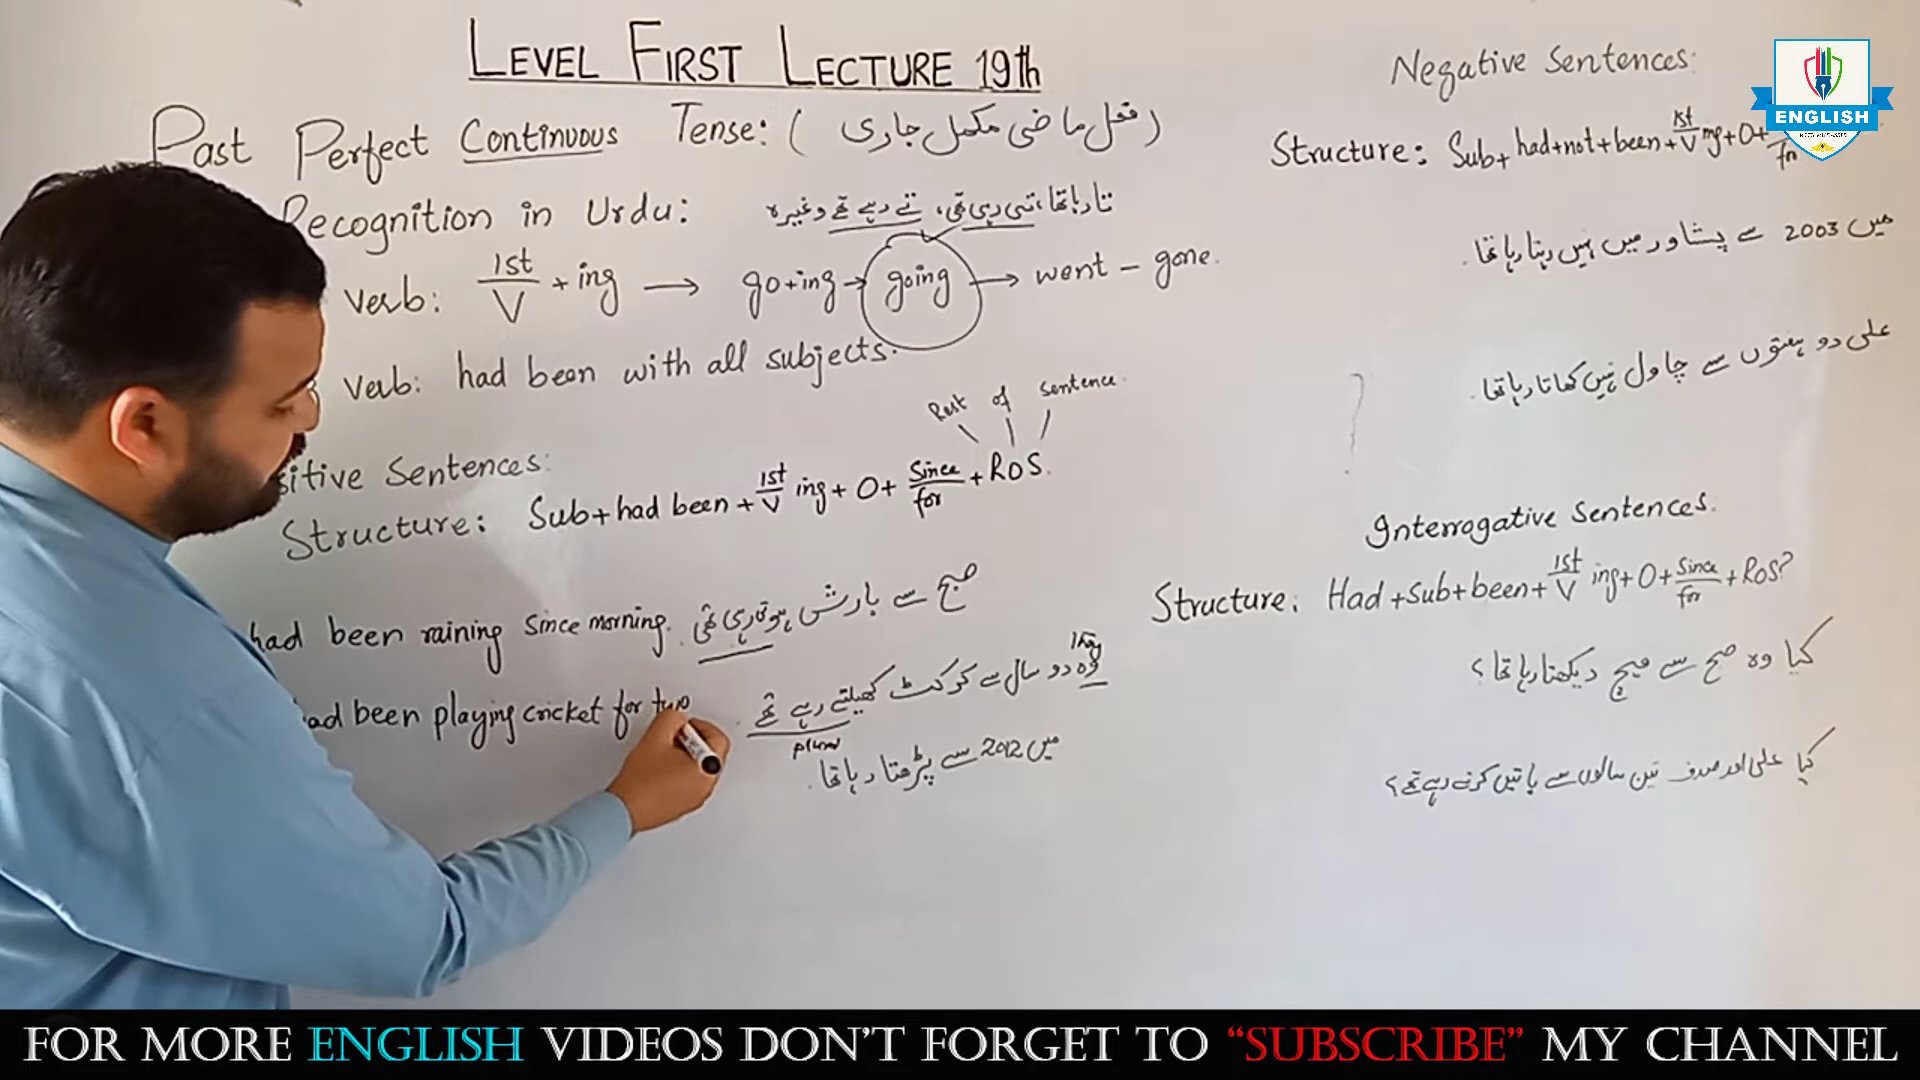 LEVEL FIRST LECTURE 19th
Past Perfect Continuous Tense: ( فعل ماضی مکمل جاری )
Recognition in Urdu: تا رہا تھا، تی رہی تھی، تے رہے تھے وغیرہ
Verb: 1st/V + ing → go+ing → going → went – gone.
Verb: had been with all subjects.
Rest of sentence.
sitive Sentences:
Structure: Sub+had been + 1st/V ing+ O+ Since/for + ROS.
had been raining Since morning. صبح سے بارش ہوتی رہی تھی
had been playing cricket for two وہ دو سال سے کرکٹ کھیلتے رہے تھے .
they
plural
میں 2012 سے پڑھتا رہا تھا .
Negative Sentences:
Structure: Sub+ had+not+been+ 1st/V ing+O+
میں 2003 سے پشاور میں نہیں رہتا رہا تھا .
علی دو ہفتوں سے چاول نہیں کھاتا رہا تھا .
Interrogative Sentences.
Structure: Had +Sub+been+ 1st/V ing+ O+ Since/for + ROS?
کیا وہ صبح سے میچ دیکھتا رہا تھا ؟
کیا علی اور صدف تین سالوں سے باتیں کرتے رہے تھے ؟
ENGLISH
FOR MORE ENGLISH VIDEOS DON'T FORGET TO “SUBSCRIBE” MY CHANNEL